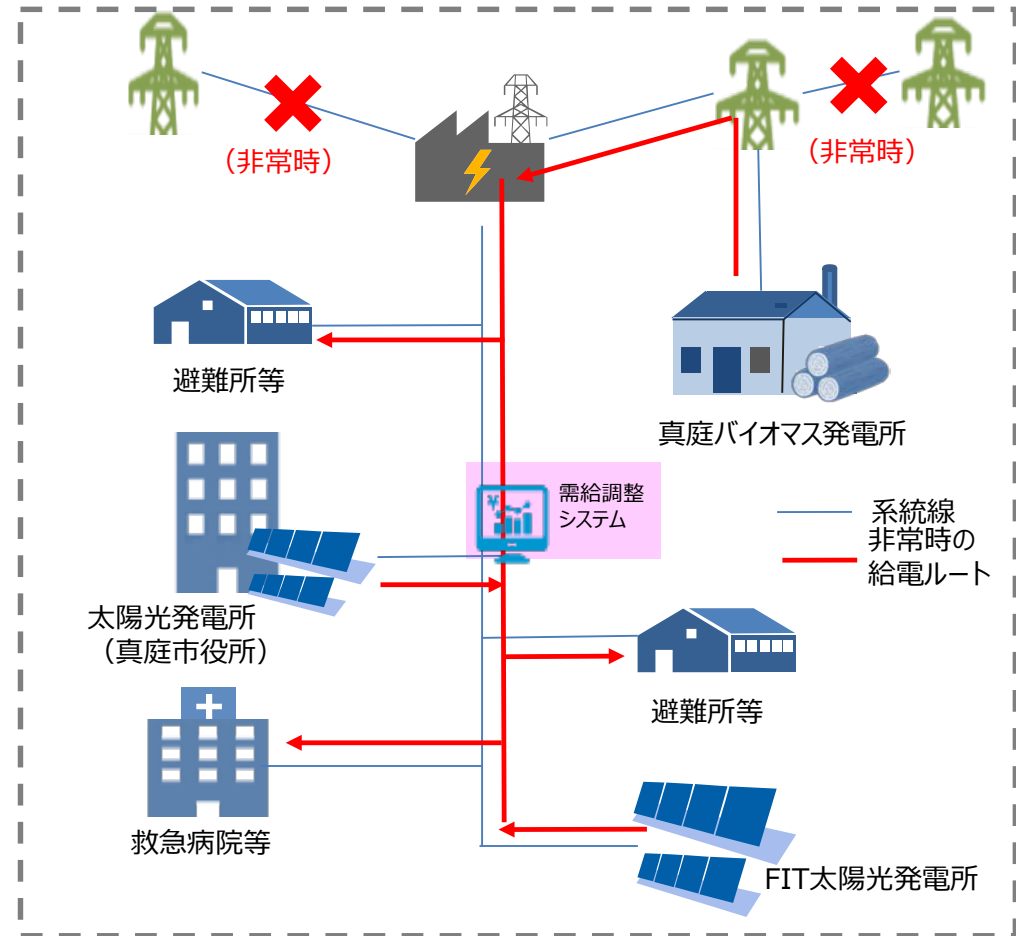 （非常時）
（非常時）
避難所等
真庭バイオマス発電所
需給調整
システム
系統線
非常時の
給電ルート
太陽光発電所
（真庭市役所）
避難所等
救急病院等
FIT太陽光発電所